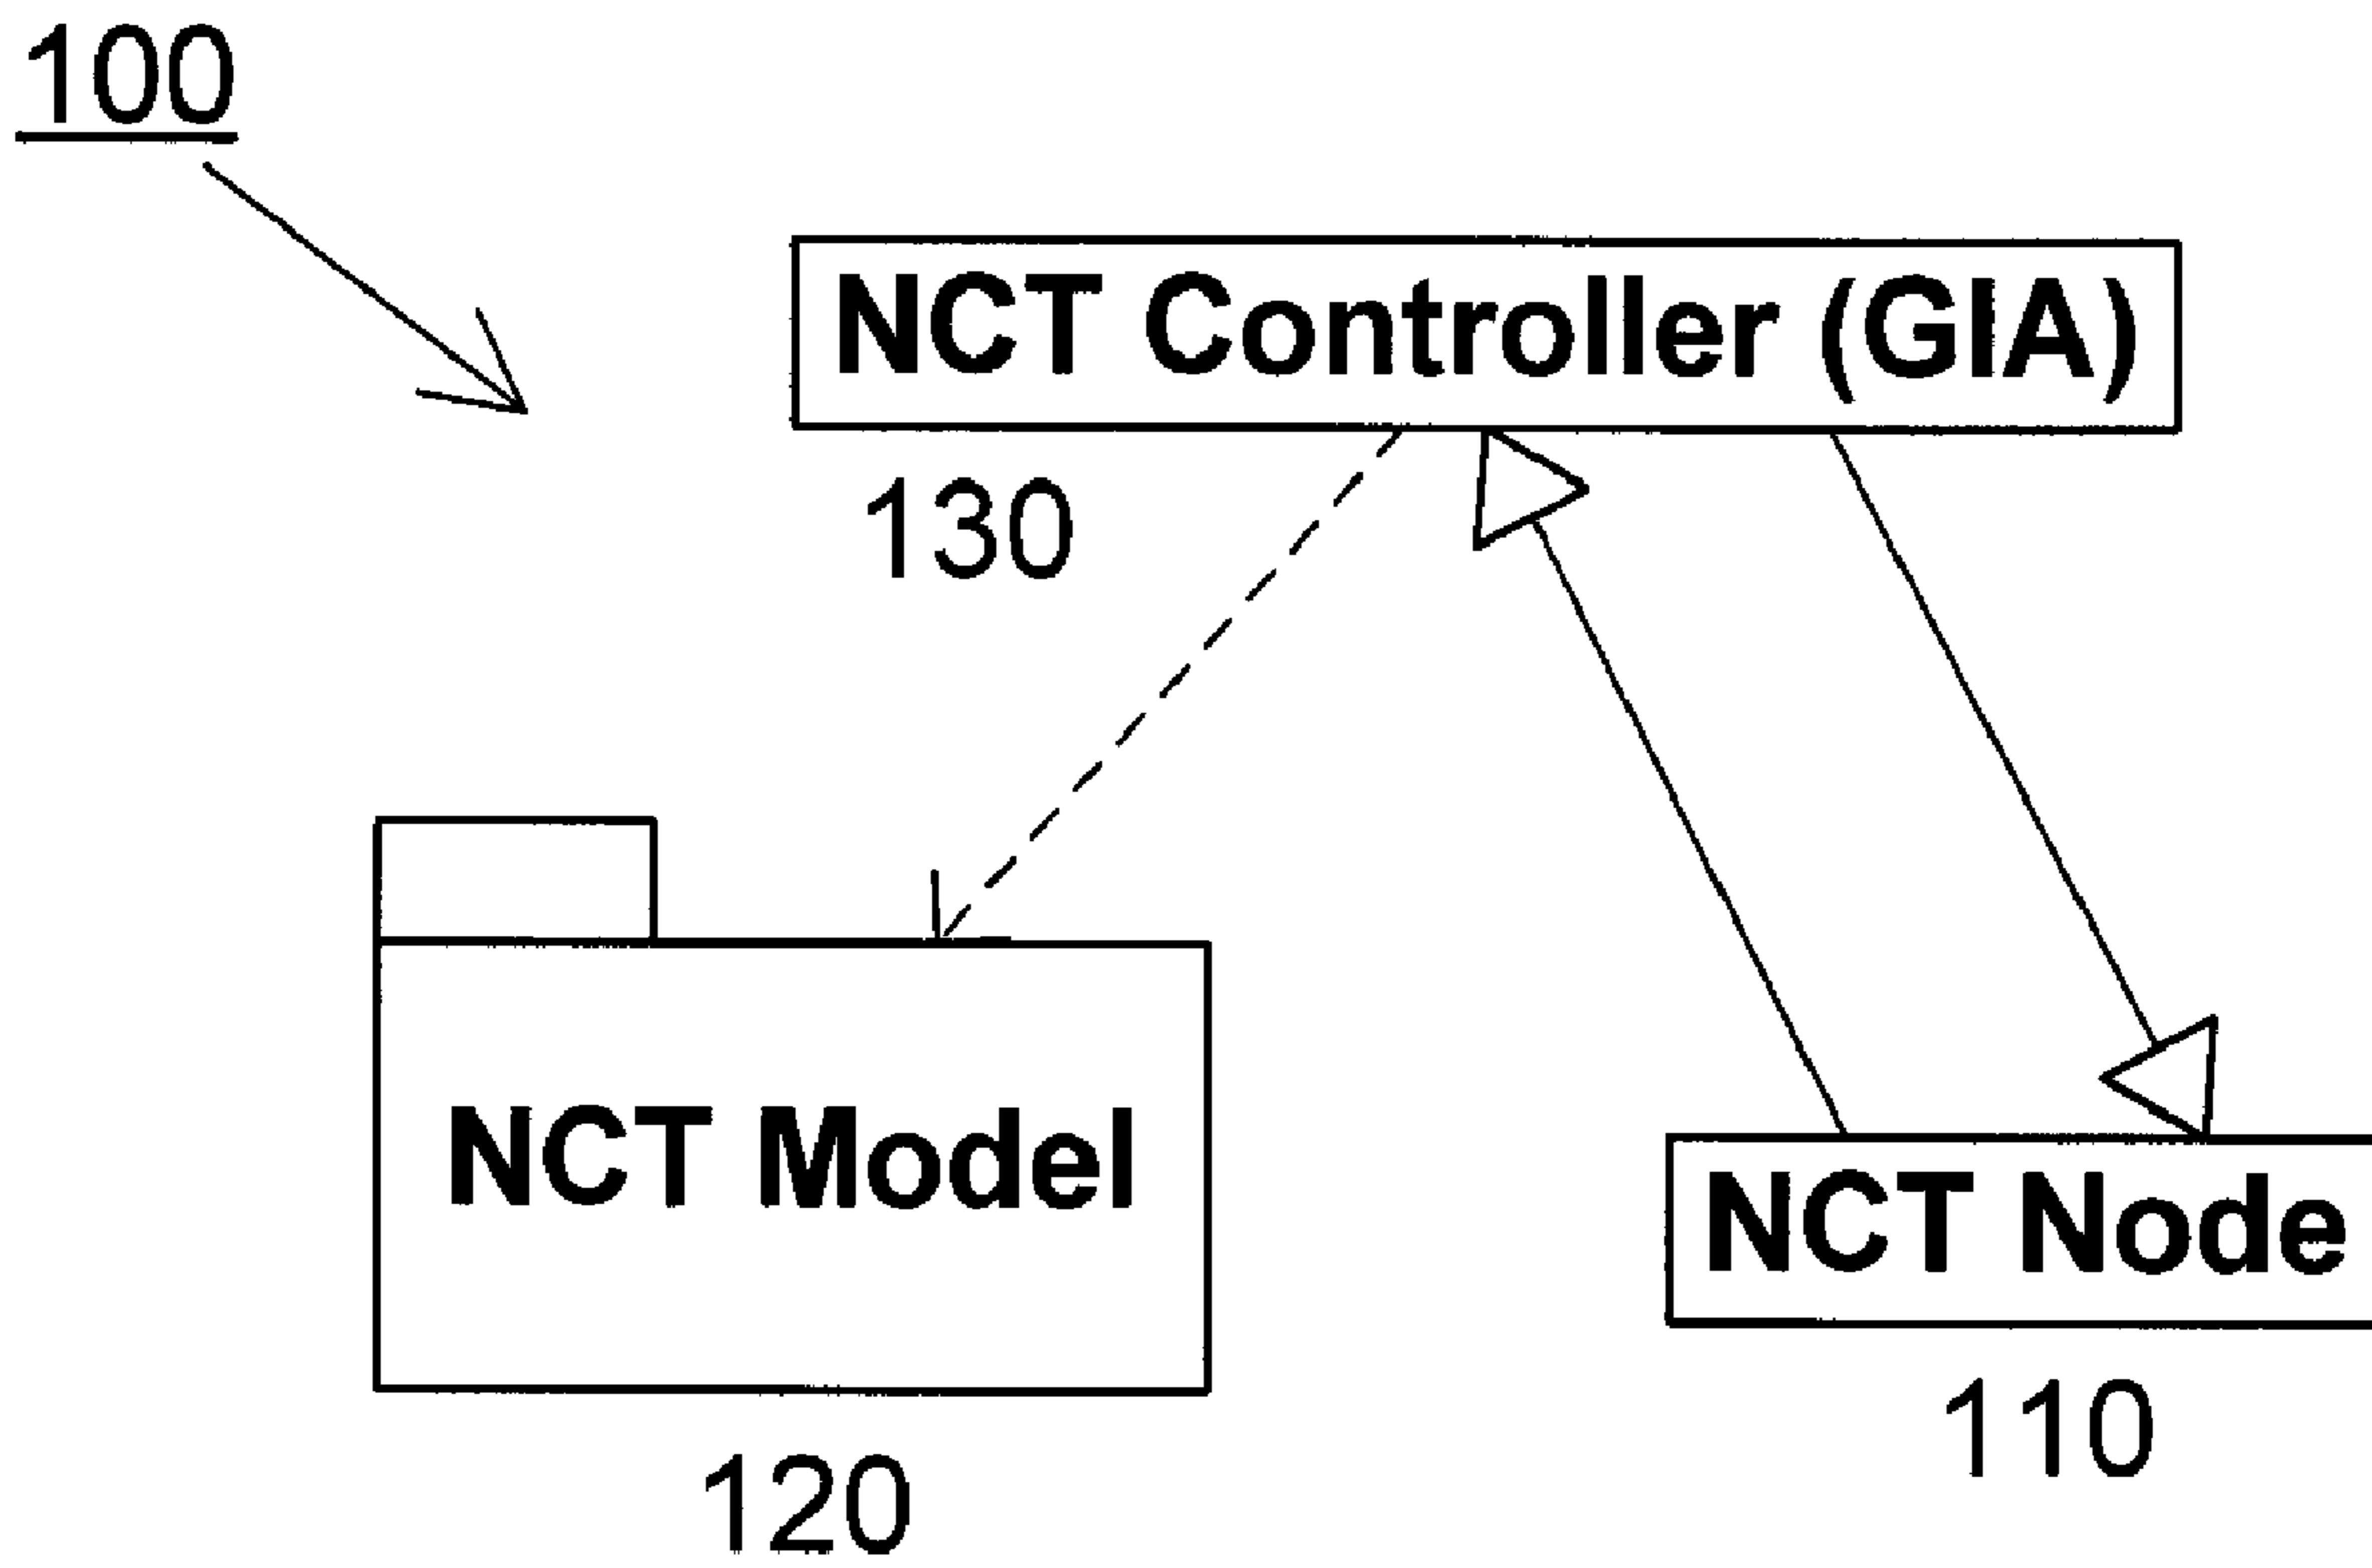 100
NCT Controller (GIA)
130
NCT Model
NCT Node
110
120